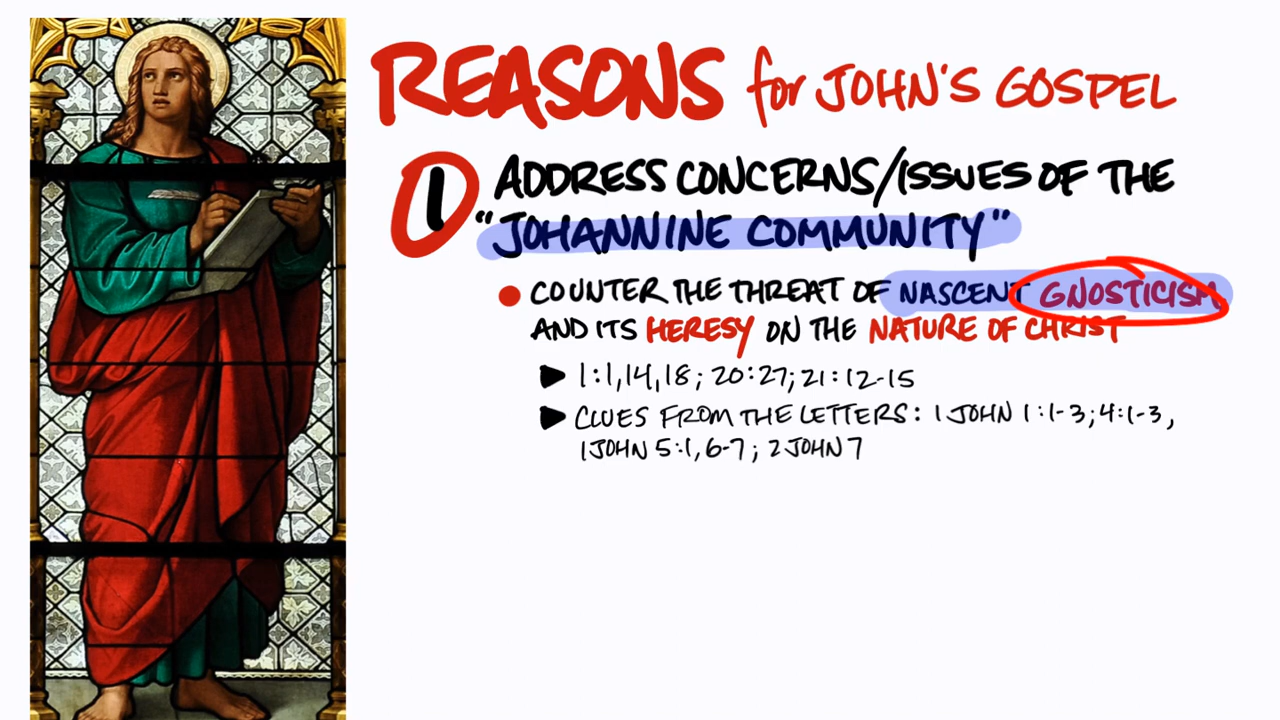 REASONS for JOHN'S GOSPEL
1 ADDRESS CONCERNS/ISSUES OF THE
"JOHANNINE COMMUNITY"
● COUNTER THE THREAT OF NASCENT GNOSTICISM
AND ITS HERESY ON THE NATURE OF CHRIST
▶ 1:1,14,18; 20:27; 21:12-15
▶ CLUES FROM THE LETTERS: 1 JOHN 1:1-3; 4:1-3,
1 JOHN 5:1, 6-7; 2 JOHN 7